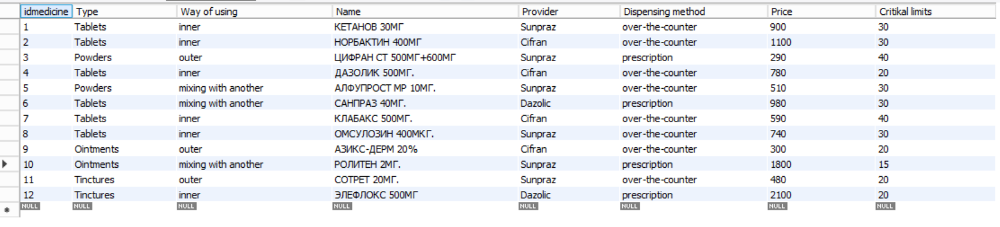 idmedicine Type Way of using Name Provider Dispensing method Price Critikal limits
1 Tablets inner КЕТАНОВ 30МГ Sunpraz over-the-counter 900 30
2 Tablets inner НОРБАКТИН 400МГ Cifran over-the-counter 1100 30
3 Powders outer ЦИФРАН СТ 500МГ+600МГ Sunpraz prescription 290 40
4 Tablets inner ДАЗОЛИК 500МГ. Cifran over-the-counter 780 20
5 Powders mixing with another АЛФУПРОСТ МР 10МГ. Sunpraz over-the-counter 510 30
6 Tablets mixing with another САНПРАЗ 40МГ. Dazolic prescription 980 30
7 Tablets inner КЛАБАКС 500МГ. Cifran over-the-counter 590 40
8 Tablets inner ОМСУЛОЗИН 400МКГ. Sunpraz over-the-counter 740 30
9 Ointments outer АЗИКС-ДЕРМ 20% Cifran over-the-counter 300 20
10 Ointments mixing with another РОЛИТЕН 2МГ. Sunpraz prescription 1800 15
11 Tinctures outer СОТРЕТ 20МГ. Sunpraz over-the-counter 480 20
12 Tinctures inner ЭЛЕФЛОКС 500МГ Dazolic prescription 2100 20
NULL NULL NULL NULL NULL NULL NULL NULL